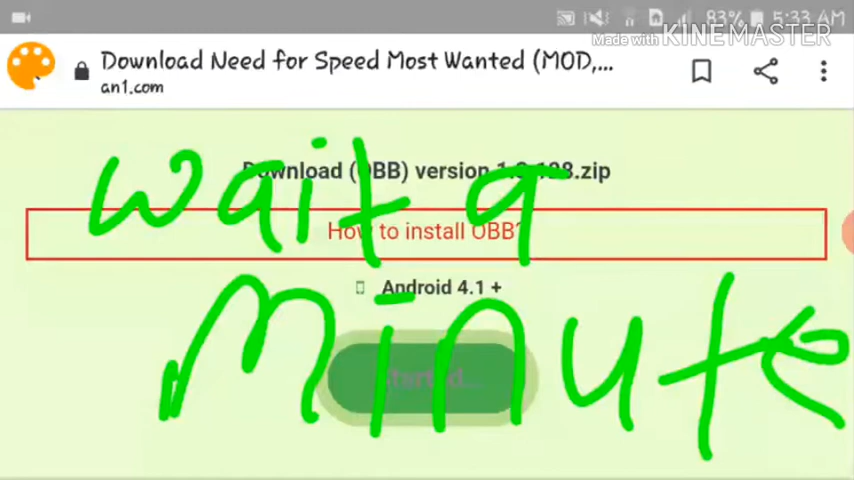 83% 5:33 AM
Made with KINEMASTER
Download Need for Speed Most Wanted (MOD,...
an1.com
Download (OBB) version
.zip
How to install OBB?
Android 4.1 +
wait a
minute
Started...